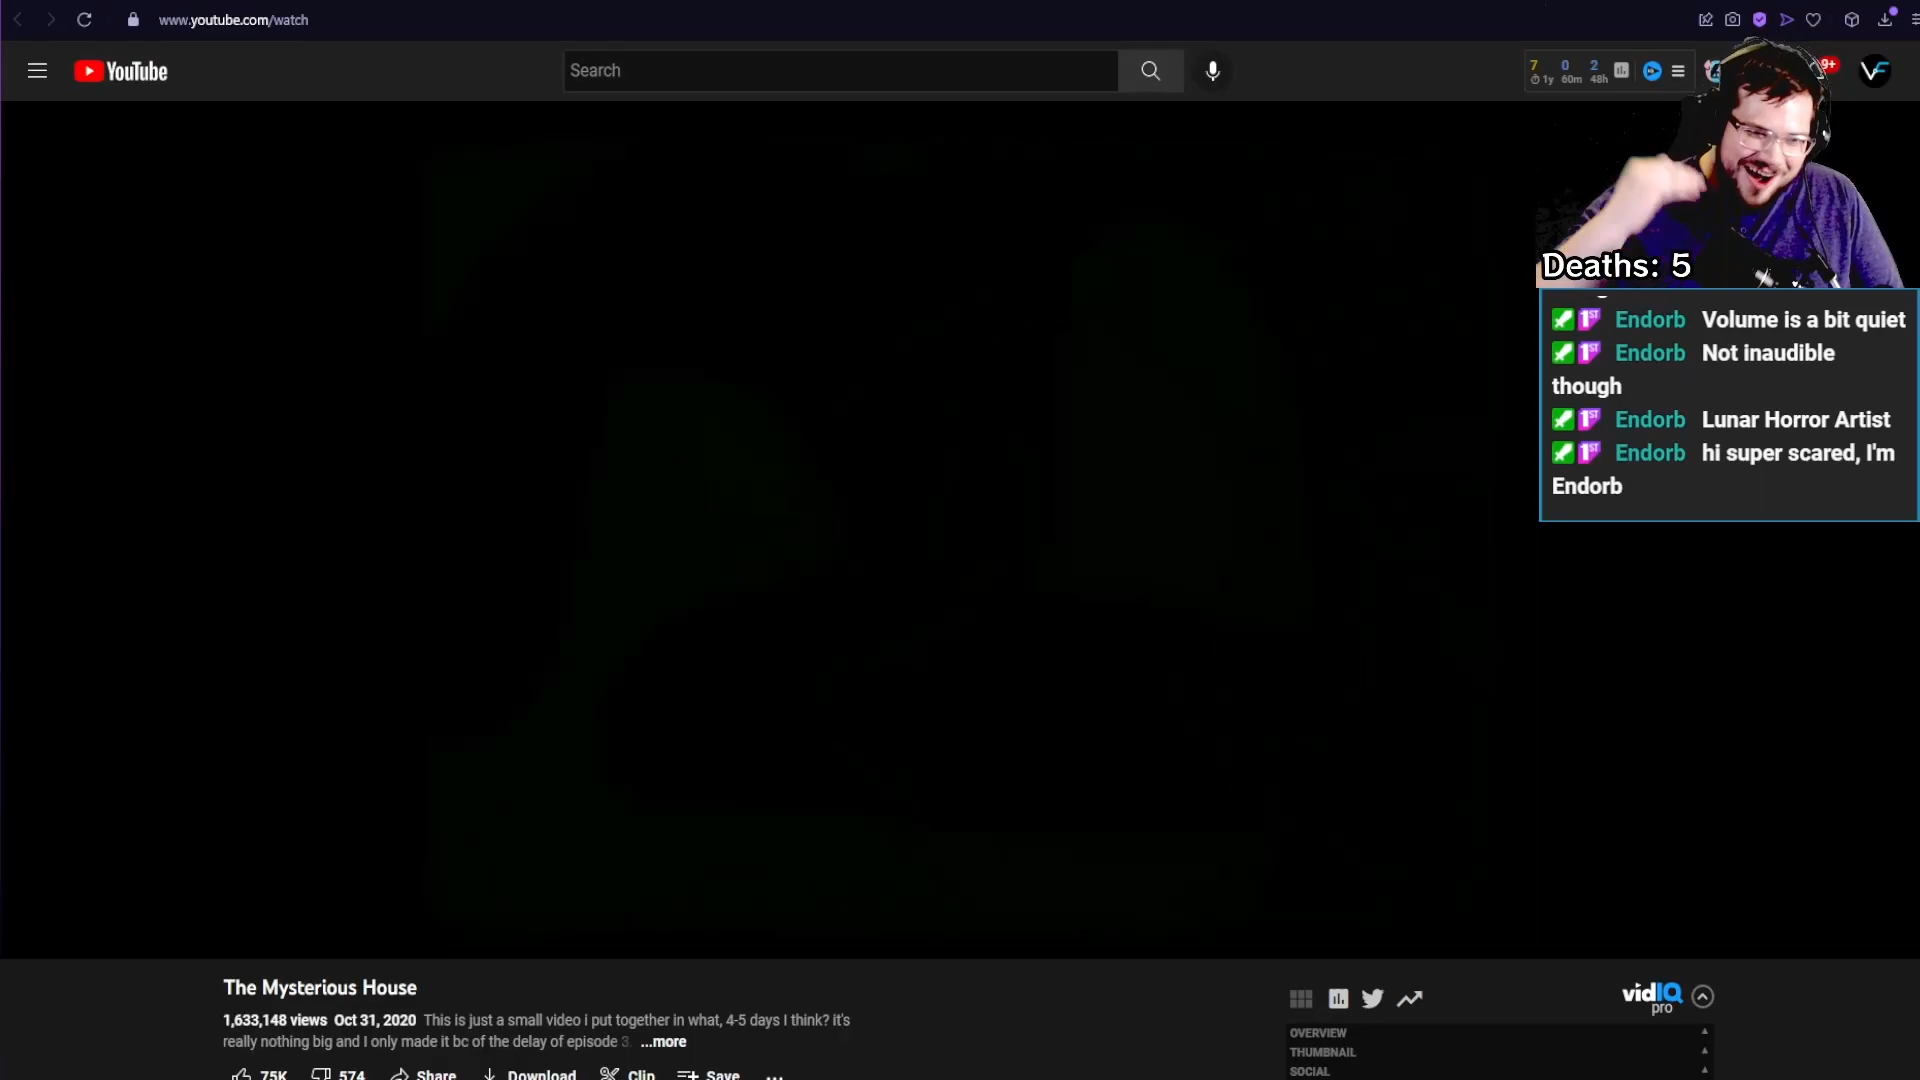 www.youtube.com/watch
YouTube
Search
7 0 2
1y 60m 48h
9+
Deaths: 5
1ST Endorb Volume is a bit quiet
1ST Endorb Not inaudible
though
1ST Endorb Lunar Horror Artist
1ST Endorb hi super scared, I'm
Endorb
The Mysterious House
1,633,148 views Oct 31, 2020 This is just a small video i put together in what, 4-5 days I think? it's
really nothing big and I only made it bc of the delay of episode 3. ...more
75K 574 Share Download Clip Save ...
vidIQ
pro
OVERVIEW
THUMBNAIL
SOCIAL